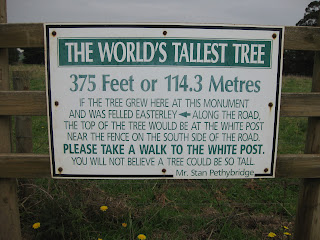 THE WORLD'S TALLEST TREE
375 Feet or 114.3 Metres
IF THE TREE GREW HERE AT THIS MONUMENT
AND WAS FELLED EASTERLEY ALONG THE ROAD,
THE TOP OF THE TREE WOULD BE AT THE WHITE POST
NEAR THE FENCE ON THE SOUTH SIDE OF THE ROAD.
PLEASE TAKE A WALK TO THE WHITE POST.
YOU WILL NOT BELIEVE A TREE COULD BE SO TALL.
Mr. Stan Pethybridge